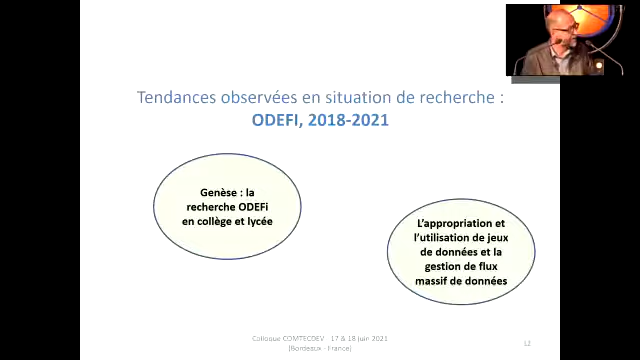 Tendances observées en situation de recherche :
ODEFI, 2018-2021
Genèse : la
recherche ODEFi
en collège et lycée
L'appropriation et
l'utilisation de jeux
de données et la
gestion de flux
massif de données
Colloque COMTECDEV - 17 & 18 juin 2021
(Bordeaux - France)
12